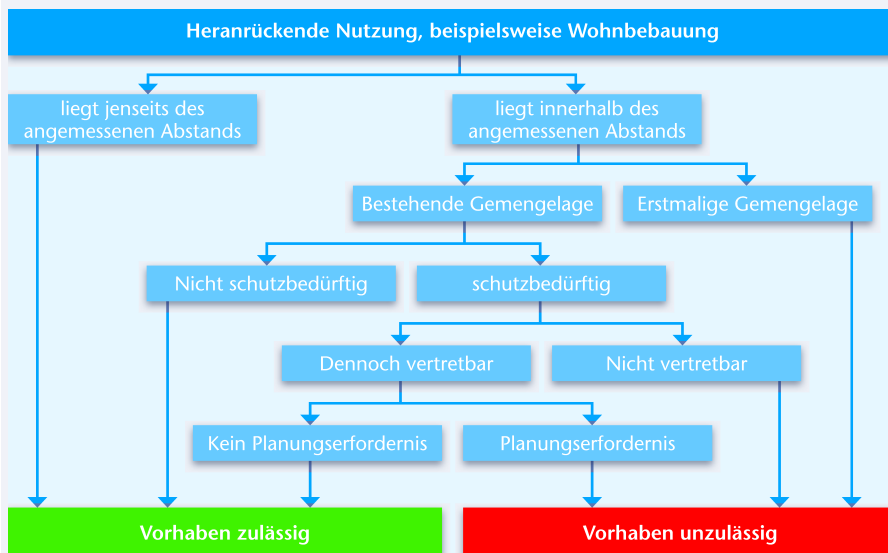 Heranrückende Nutzung, beispielsweise Wohnbebauung
liegt jenseits des
angemessenen Abstands
liegt innerhalb des
angemessenen Abstands
Bestehende Gemengelage
Erstmalige Gemengelage
Nicht schutzbedürftig
schutzbedürftig
Dennoch vertretbar
Nicht vertretbar
Kein Planungserfordernis
Planungserfordernis
Vorhaben zulässig
Vorhaben unzulässig